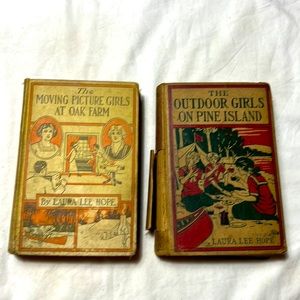 The
MOVING PICTURE GIRLS
AT OAK FARM
By LAURA LEE HOPE
THE
OUTDOOR GIRLS
ON PINE ISLAND
LAURA LEE HOPE